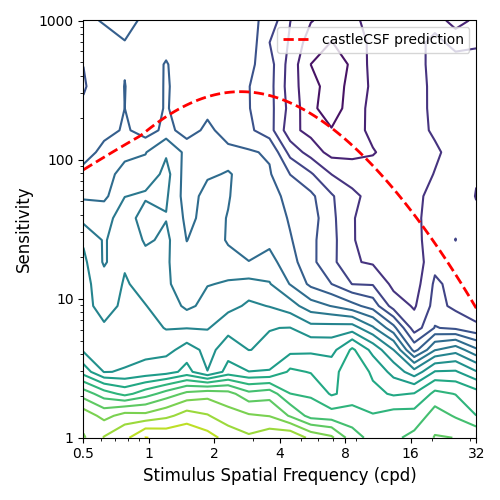 1000
castleCSF prediction
100
Sensitivity
10
1
0.5 1 2 4 8 16 32
Stimulus Spatial Frequency (cpd)